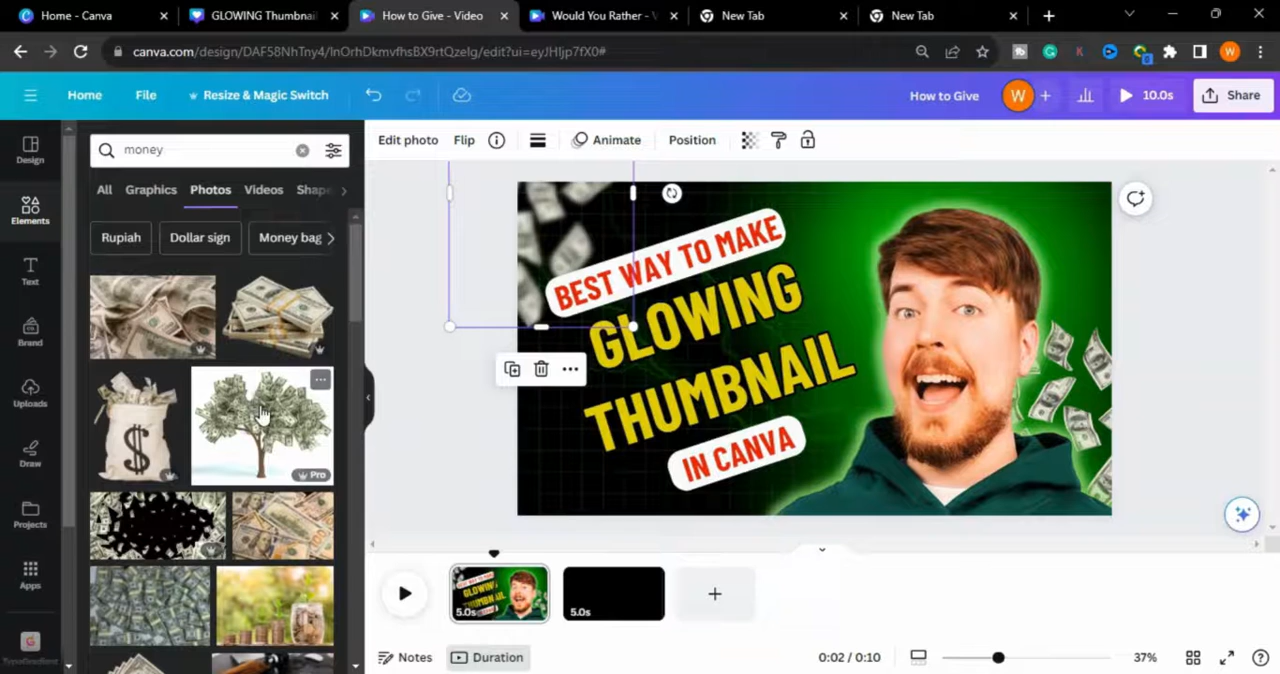 Home - Canva
GLOWING Thumbnai
How to Give - Video
Would You Rather - V
New Tab
New Tab
canva.com/design/DAF58NhTny4/InOrhDkmvfhsBX9rtQzelg/edit?ui=eyJHIjp7fX0#
Home
File
Resize & Magic Switch
How to Give
W
10.0s
Share
Design
Elements
Text
Brand
Uploads
Draw
Projects
Apps
TypeGradient
money
All
Graphics
Photos
Videos
Shap
Rupiah
Dollar sign
Money bag
Pro
Edit photo
Flip
Animate
Position
BEST WAY TO MAKE
GLOWING
THUMBNAIL
IN CANVA
5.0s
5.0s
Notes
Duration
0:02 / 0:10
37%